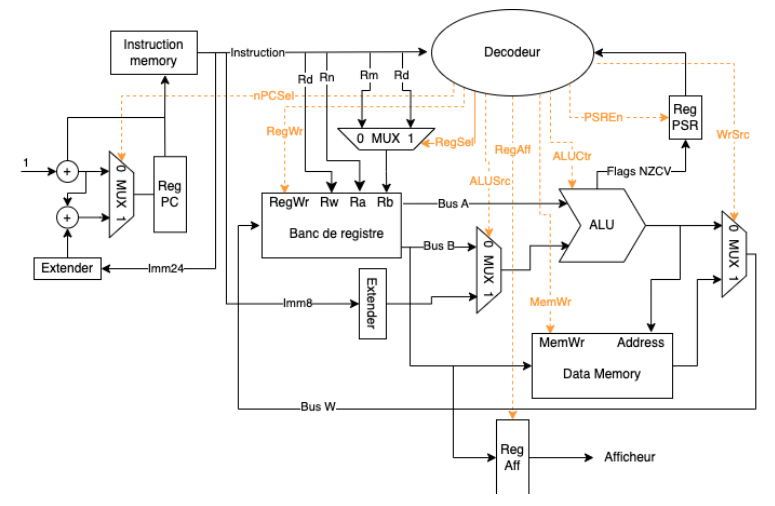 Instruction
memory
Instruction
Decodeur
Rd
Rn
Rm
Rd
nPCSel
PSREn
Reg
PSR
WrSrc
RegWr
0 MUX 1
RegSel
RegAff
ALUCtr
1
+
0 MUX 1
Reg
PC
ALUSrc
Flags NZCV
RegWr
Rw
Ra
Rb
Bus A
+
Banc de registre
ALU
Bus B
0 MUX 1
0 MUX 1
Extender
Imm24
Imm8
Extender
MemWr
MemWr
Address
Data Memory
Bus W
Reg
Aff
Afficheur